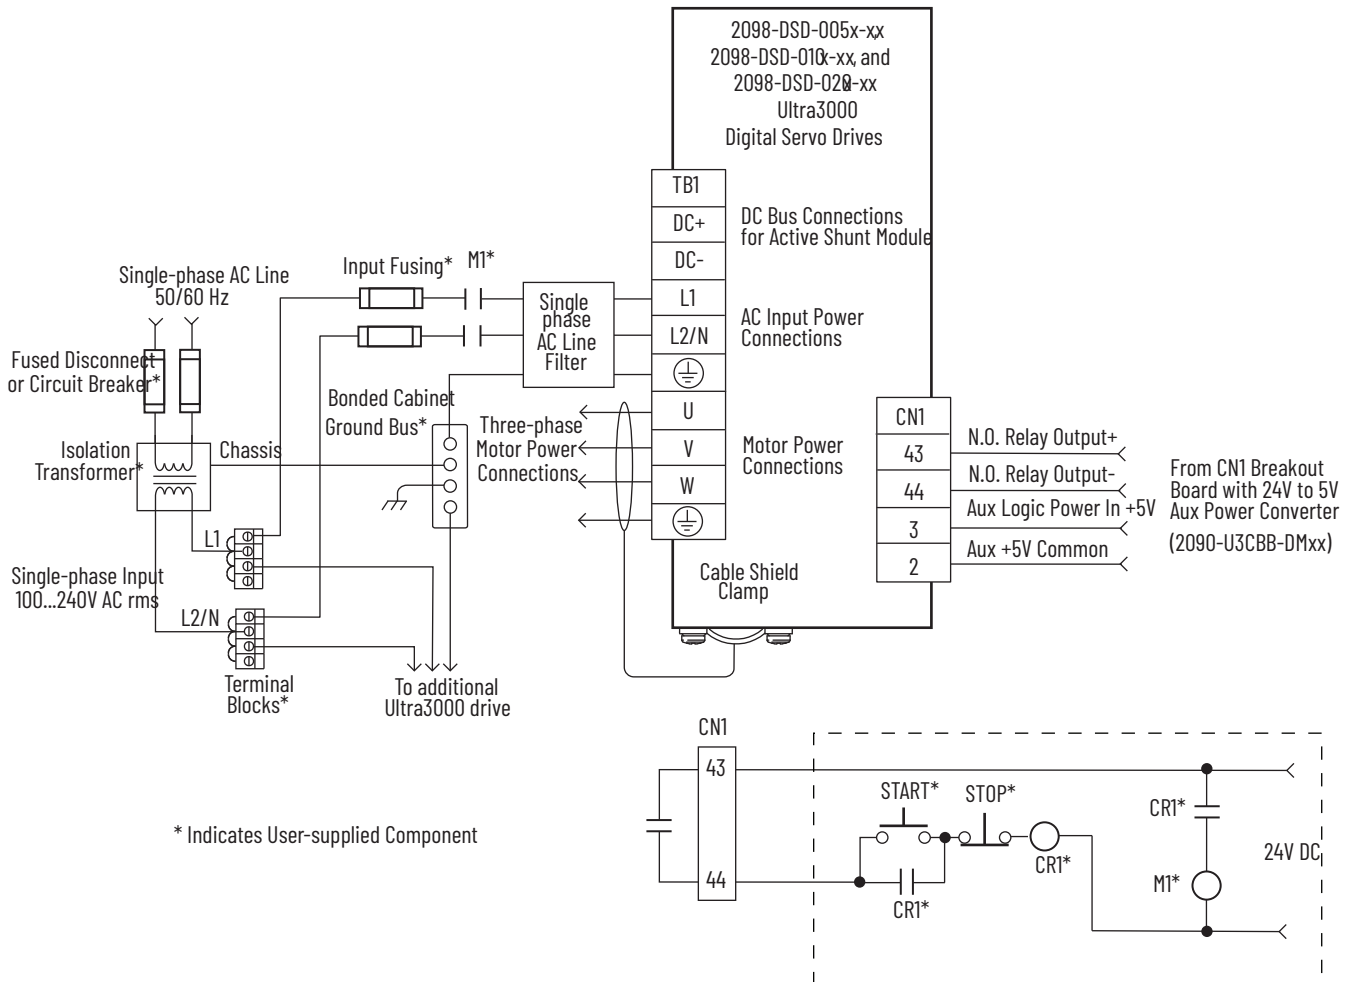 2098-DSD-005x-xx
2098-DSD-010x-xx, and
2098-DSD-020x-xx
Ultra3000
Digital Servo Drives
TB1
DC+
DC-
L1
L2/N
U
V
W
DC Bus Connections
for Active Shunt Module
AC Input Power
Connections
Motor Power
Connections
Cable Shield
Clamp
Single-phase AC Line
50/60 Hz
Input Fusing*
M1*
Single
phase
AC Line
Filter
Fused Disconnect
or Circuit Breaker*
Bonded Cabinet
Ground Bus*
Three-phase
Motor Power
Connections
Isolation
Transformer*
Chassis
L1
Single-phase Input
100...240V AC rms
L2/N
Terminal
Blocks*
To additional
Ultra3000 drive
CN1
43
44
3
2
N.O. Relay Output+
N.O. Relay Output-
Aux Logic Power In +5V
Aux +5V Common
From CN1 Breakout
Board with 24V to 5V
Aux Power Converter
(2090-U3CBB-DMxx)
CN1
43
44
START*
STOP*
CR1*
CR1*
CR1*
M1*
24V DC
* Indicates User-supplied Component